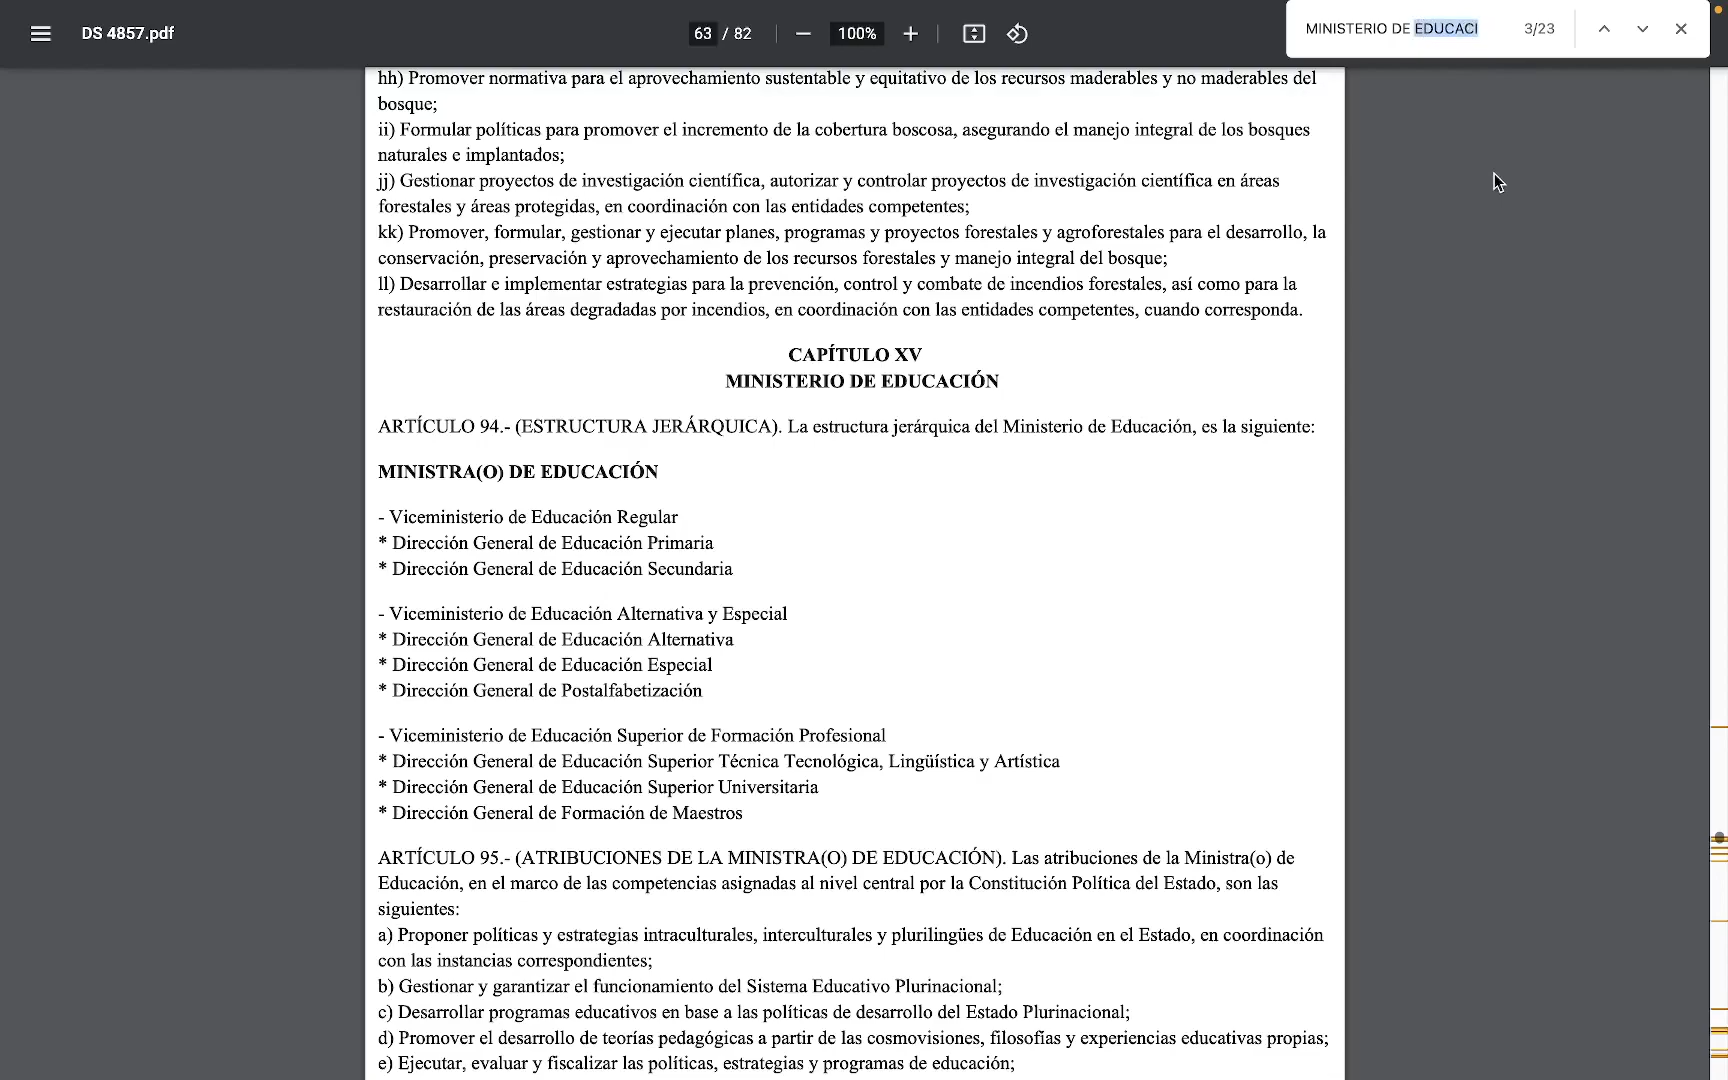 DS 4857.pdf
63 / 82
100%
MINISTERIO DE EDUCACI
3/23
hh) Promover normativa para el aprovechamiento sustentable y equitativo de los recursos maderables y no maderables del
bosque;
ii) Formular políticas para promover el incremento de la cobertura boscosa, asegurando el manejo integral de los bosques
naturales e implantados;
jj) Gestionar proyectos de investigación científica, autorizar y controlar proyectos de investigación científica en áreas
forestales y áreas protegidas, en coordinación con las entidades competentes;
kk) Promover, formular, gestionar y ejecutar planes, programas y proyectos forestales y agroforestales para el desarrollo, la
conservación, preservación y aprovechamiento de los recursos forestales y manejo integral del bosque;
ll) Desarrollar e implementar estrategias para la prevención, control y combate de incendios forestales, así como para la
restauración de las áreas degradadas por incendios, en coordinación con las entidades competentes, cuando corresponda.
CAPÍTULO XV
MINISTERIO DE EDUCACIÓN
ARTÍCULO 94.- (ESTRUCTURA JERÁRQUICA). La estructura jerárquica del Ministerio de Educación, es la siguiente:
MINISTRA(O) DE EDUCACIÓN
- Viceministerio de Educación Regular
* Dirección General de Educación Primaria
* Dirección General de Educación Secundaria
- Viceministerio de Educación Alternativa y Especial
* Dirección General de Educación Alternativa
* Dirección General de Educación Especial
* Dirección General de Postalfabetización
- Viceministerio de Educación Superior de Formación Profesional
* Dirección General de Educación Superior Técnica Tecnológica, Lingüística y Artística
* Dirección General de Educación Superior Universitaria
* Dirección General de Formación de Maestros
ARTÍCULO 95.- (ATRIBUCIONES DE LA MINISTRA(O) DE EDUCACIÓN). Las atribuciones de la Ministra(o) de
Educación, en el marco de las competencias asignadas al nivel central por la Constitución Política del Estado, son las
siguientes:
a) Proponer políticas y estrategias intraculturales, interculturales y plurilingües de Educación en el Estado, en coordinación
con las instancias correspondientes;
b) Gestionar y garantizar el funcionamiento del Sistema Educativo Plurinacional;
c) Desarrollar programas educativos en base a las políticas de desarrollo del Estado Plurinacional;
d) Promover el desarrollo de teorías pedagógicas a partir de las cosmovisiones, filosofías y experiencias educativas propias;
e) Ejecutar, evaluar y fiscalizar las políticas, estrategias y programas de educación;